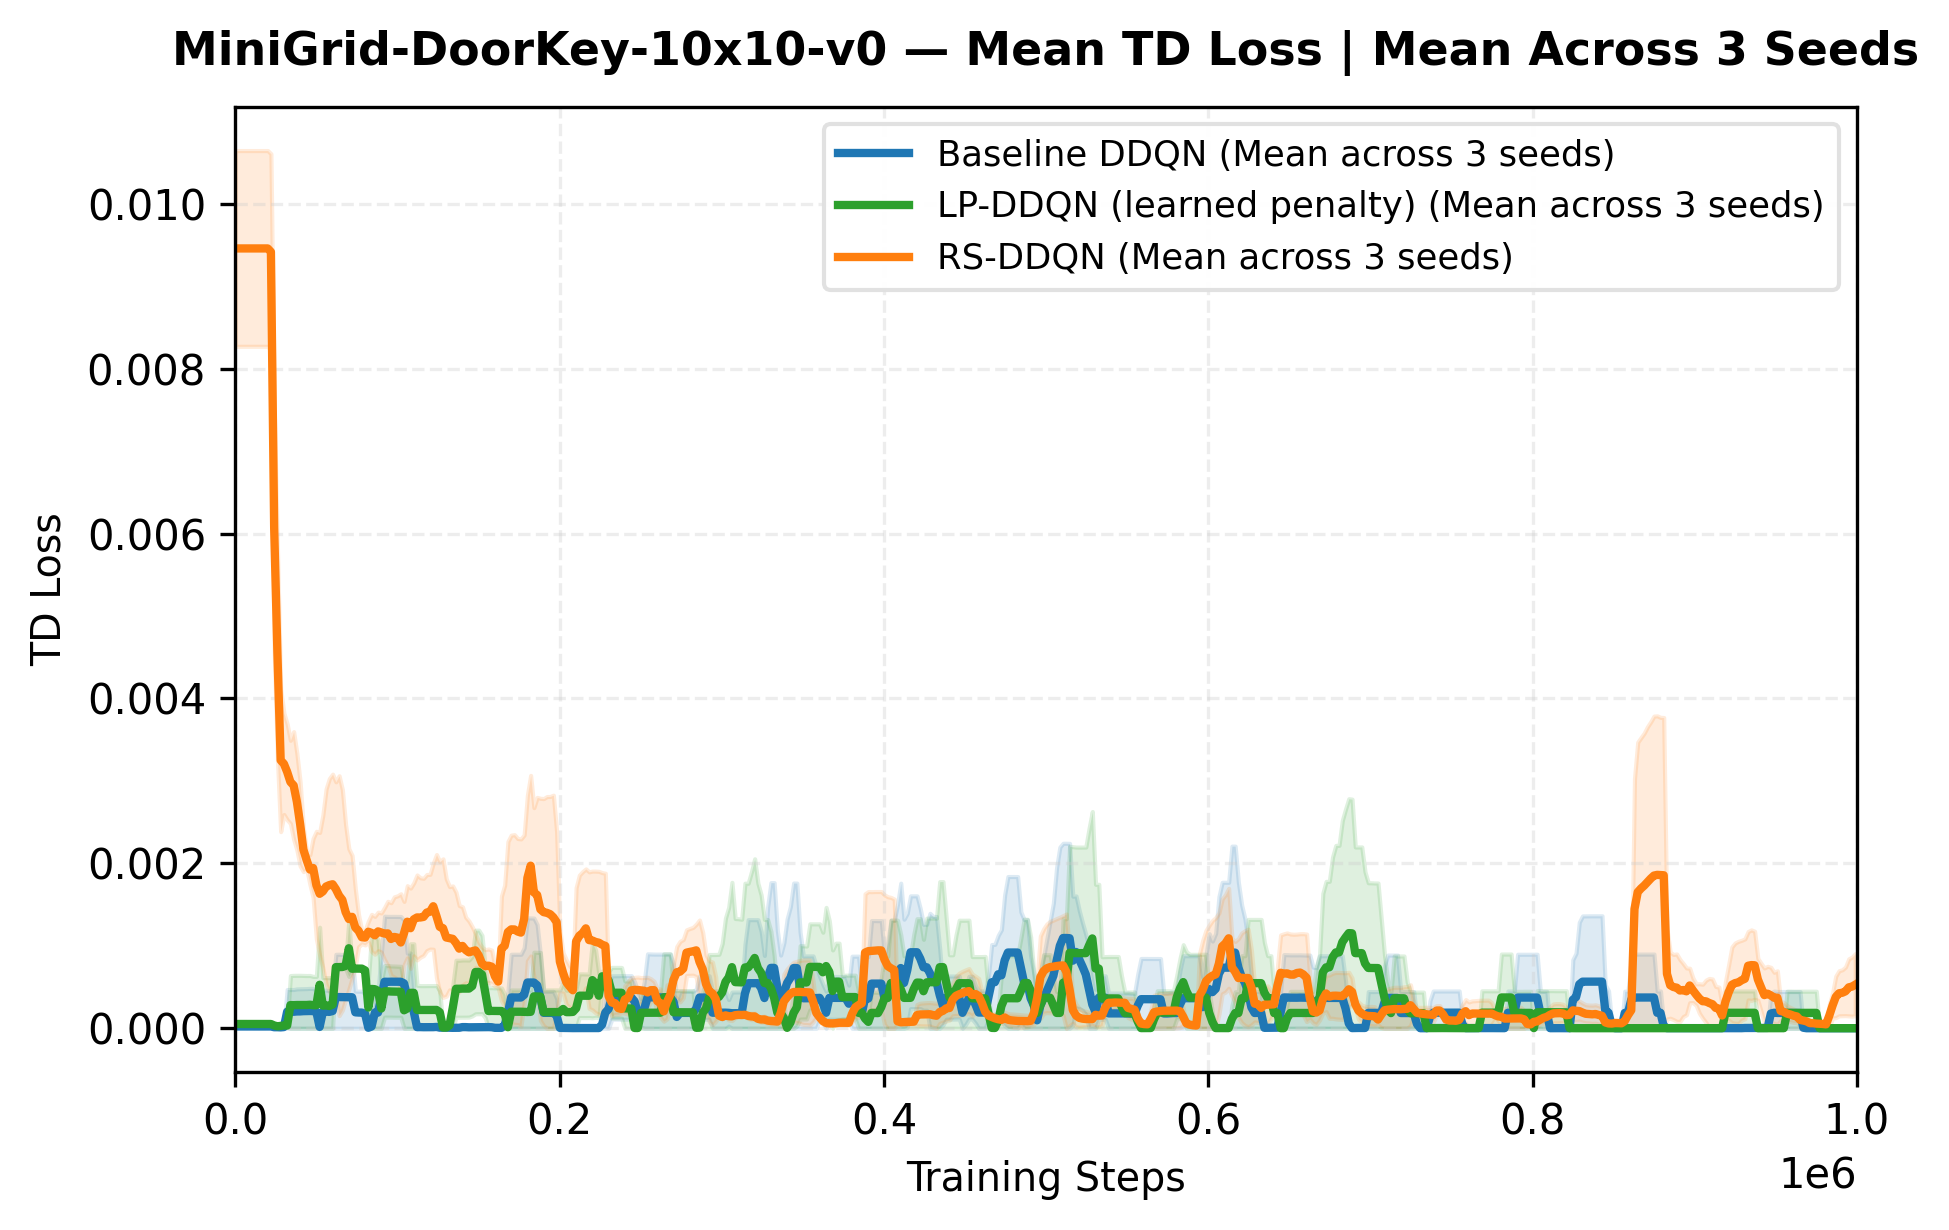 MiniGrid-DoorKey-10x10-v0 — Mean TD Loss | Mean Across 3 Seeds
Baseline DDQN (Mean across 3 seeds)
LP-DDQN (learned penalty) (Mean across 3 seeds)
RS-DDQN (Mean across 3 seeds)
TD Loss
0.010
0.008
0.006
0.004
0.002
0.000
0.0 0.2 0.4 0.6 0.8 1.0
1e6
Training Steps